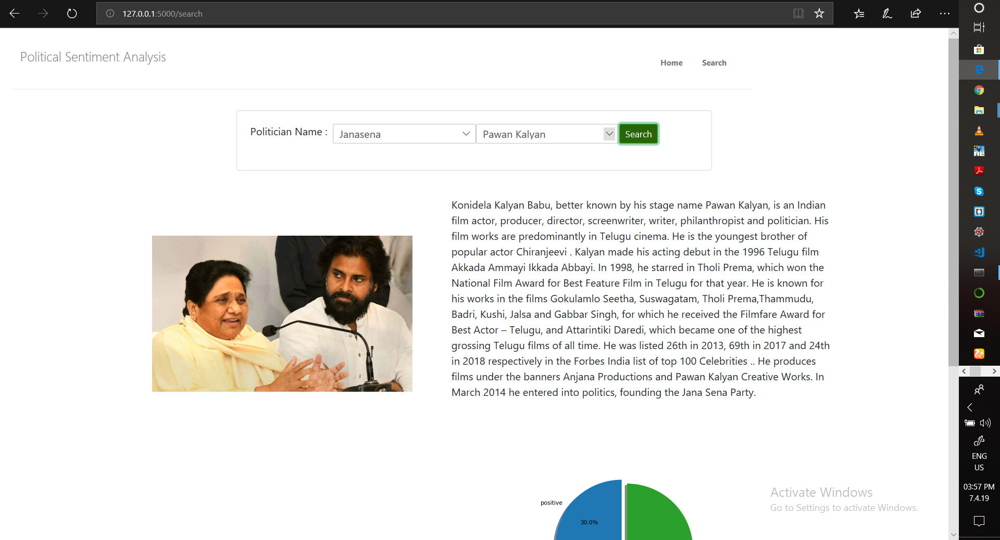 127.0.0.1:5000/search
Political Sentiment Analysis
Home
Search
Politician Name :
Janasena
Pawan Kalyan
Search
Konidela Kalyan Babu, better known by his stage name Pawan Kalyan, is an Indian
film actor, producer, director, screenwriter, writer, philanthropist and politician. His
film works are predominantly in Telugu cinema. He is the youngest brother of
popular actor Chiranjeevi . Kalyan made his acting debut in the 1996 Telugu film
Akkada Ammayi Ikkada Abbayi. In 1998, he starred in Tholi Prema, which won the
National Film Award for Best Feature Film in Telugu for that year. He is known for
his works in the films Gokulamlo Seetha, Suswagatam, Tholi Prema,Thammudu,
Badri, Kushi, Jalsa and Gabbar Singh, for which he received the Filmfare Award for
Best Actor – Telugu, and Attarintiki Daredi, which became one of the highest
grossing Telugu films of all time. He was listed 26th in 2013, 69th in 2017 and 24th
in 2018 respectively in the Forbes India list of top 100 Celebrities .. He produces
films under the banners Anjana Productions and Pawan Kalyan Creative Works. In
March 2014 he entered into politics, founding the Jana Sena Party.
positive
30.0%
Activate Windows
Go to Settings to activate Windows.
ENG
US
03:57 PM
7.4.19